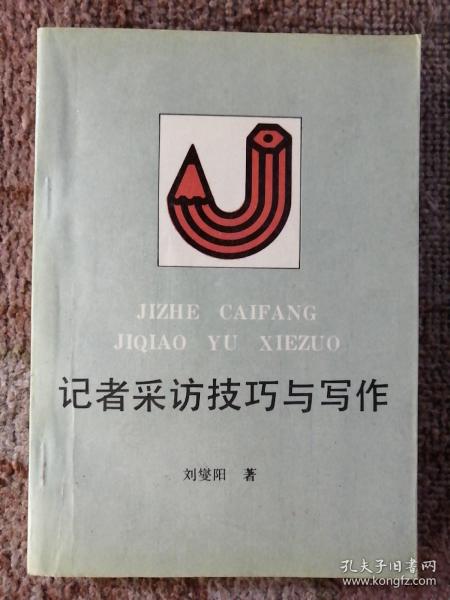 JIZHE CAIFANG
JIQIAO YU XIEZUO
记者采访技巧与写作
刘燮阳 著
孔夫子旧书网
www.kongfz.com